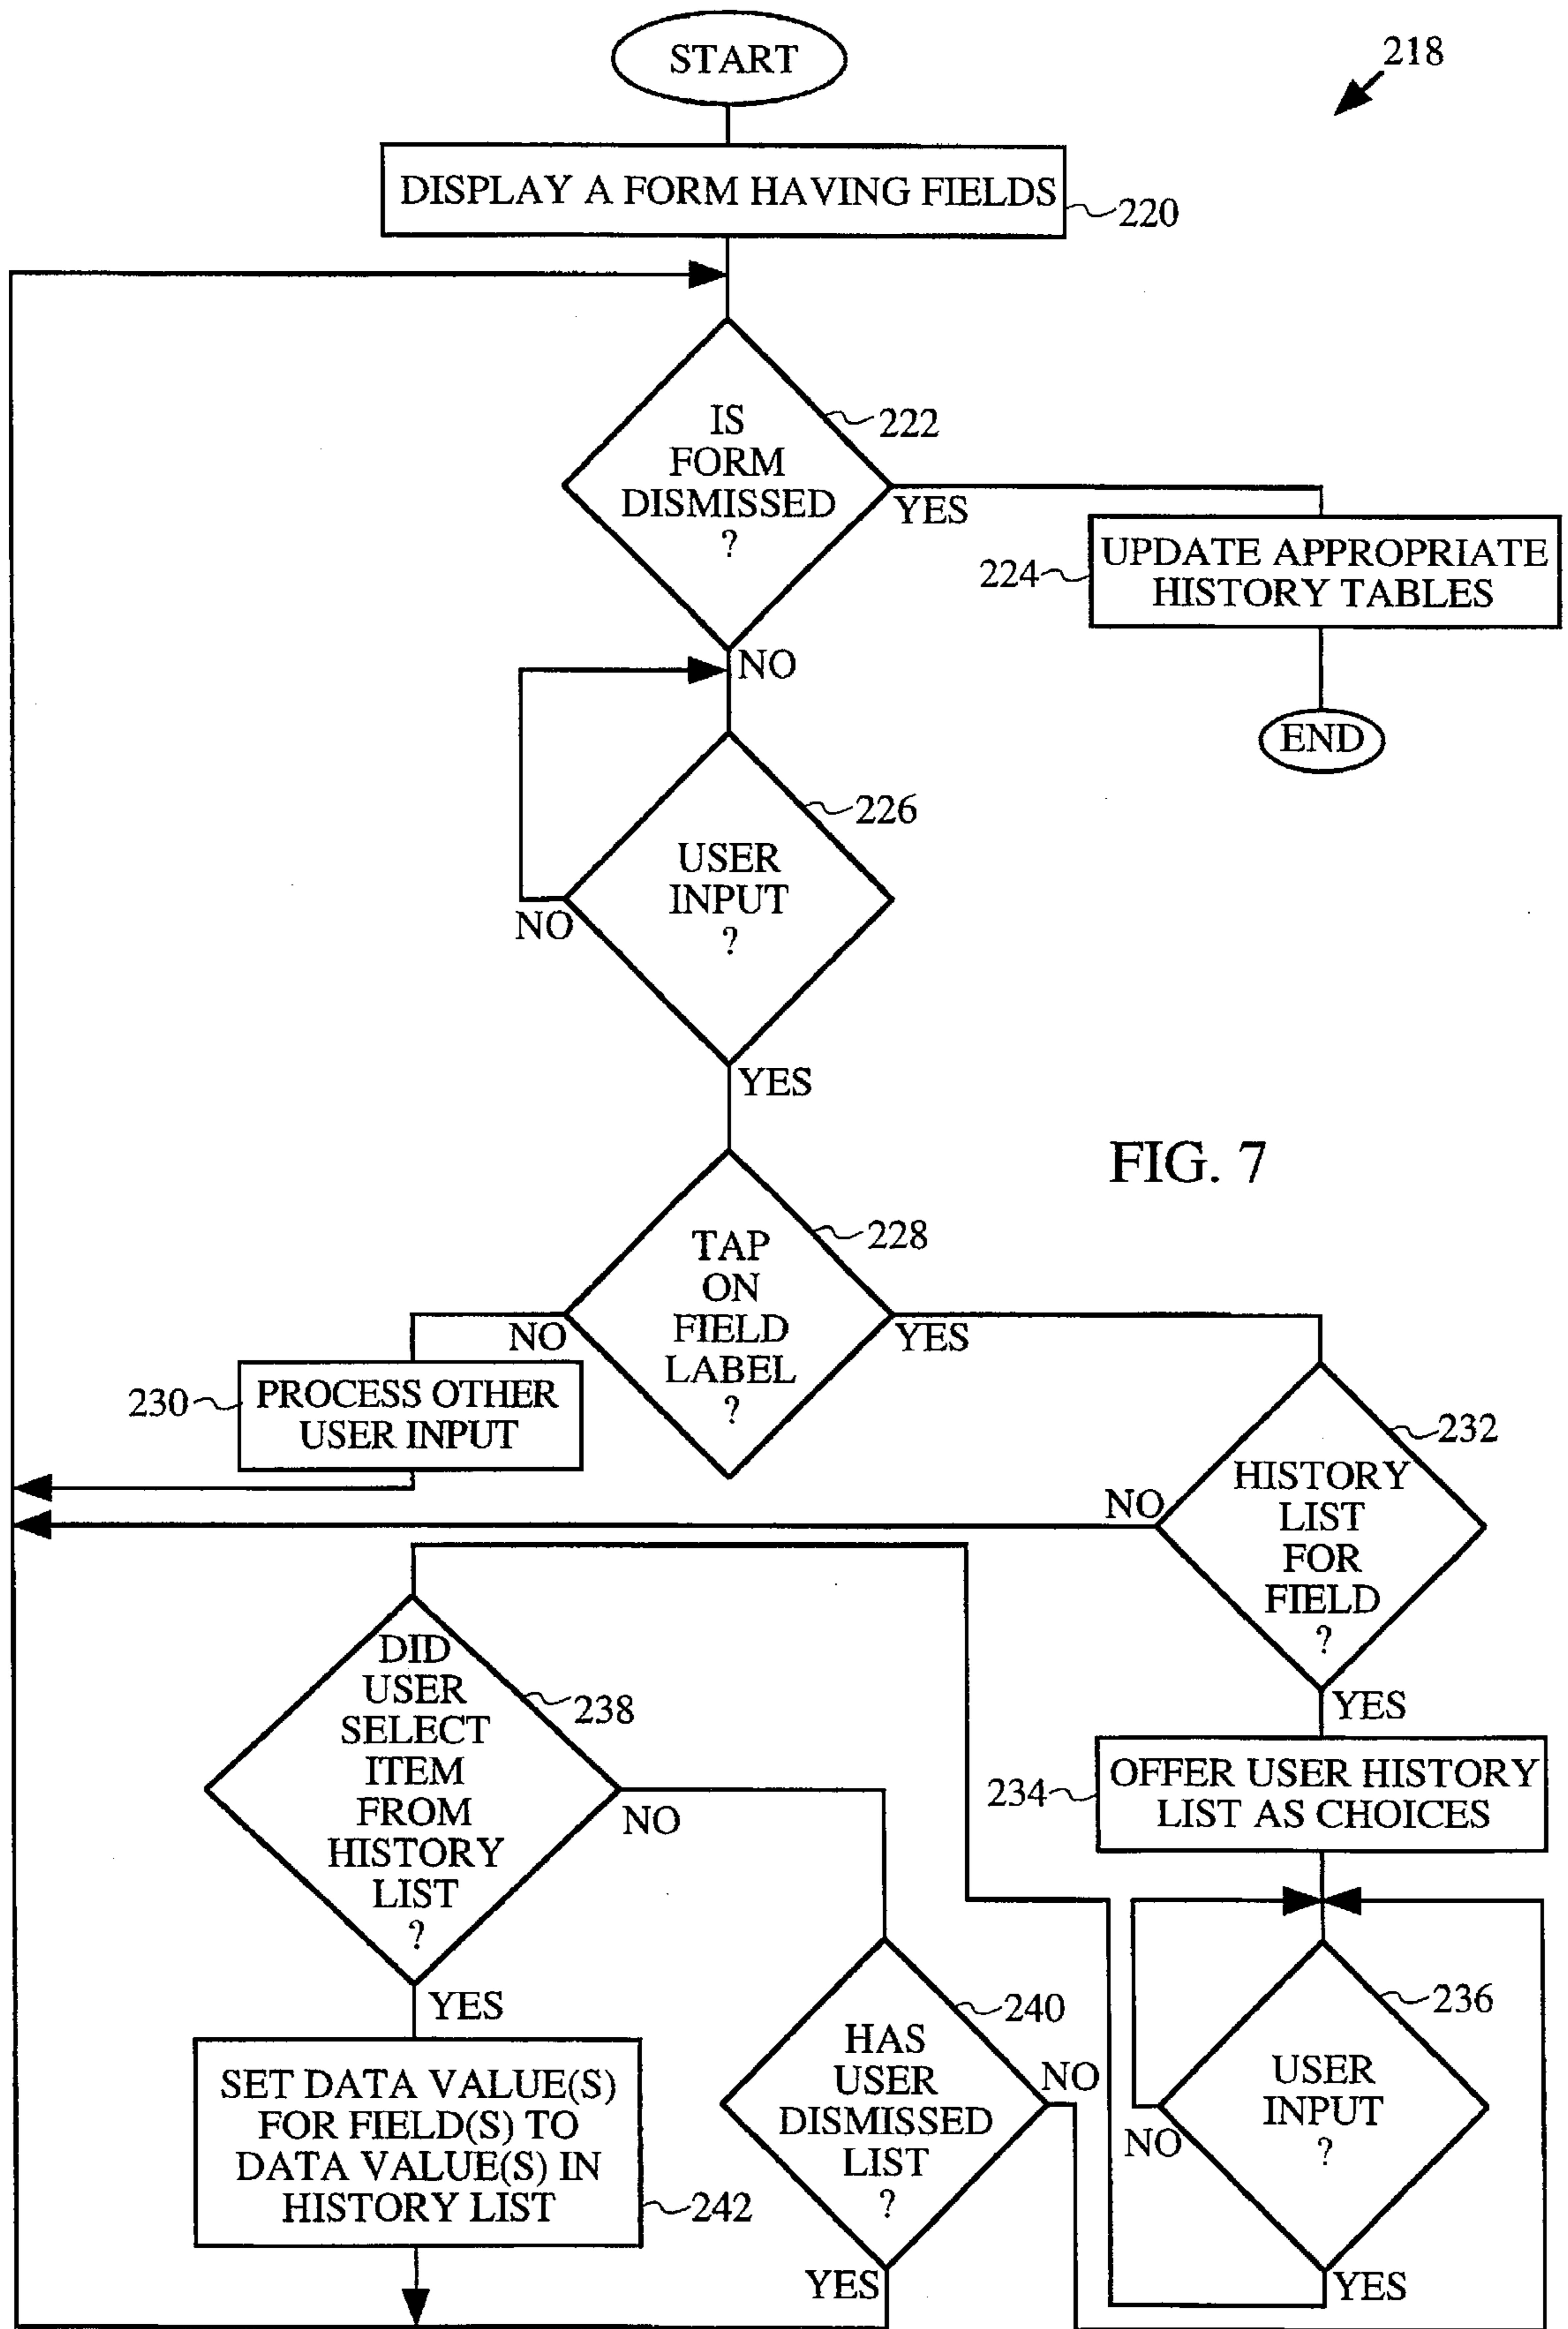 START
218
DISPLAY A FORM HAVING FIELDS
220
IS
FORM
DISMISSED
?
222
YES
UPDATE APPROPRIATE
HISTORY TABLES
224
NO
END
USER
INPUT
?
226
NO
YES
FIG. 7
TAP
ON
FIELD
LABEL
?
228
NO
YES
PROCESS OTHER
USER INPUT
230
HISTORY
LIST
FOR
FIELD
?
232
NO
YES
OFFER USER HISTORY
LIST AS CHOICES
234
DID
USER
SELECT
ITEM
FROM
HISTORY
LIST
?
238
NO
YES
HAS
USER
DISMISSED
LIST
?
240
NO
YES
USER
INPUT
?
236
NO
YES
SET DATA VALUE(S)
FOR FIELD(S) TO
DATA VALUE(S) IN
HISTORY LIST
242